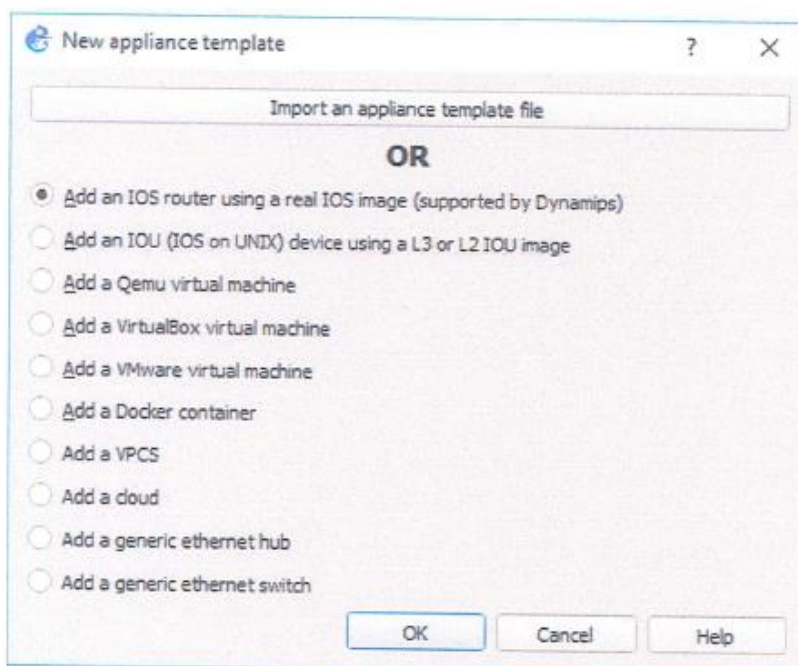 New appliance template
?
Import an appliance template file
OR
Add an IOS router using a real IOS image (supported by Dynamips)
Add an IOU (IOS on UNIX) device using a L3 or L2 IOU image
Add a Qemu virtual machine
Add a VirtualBox virtual machine
Add a VMware virtual machine
Add a Docker container
Add a VPCS
Add a cloud
Add a generic ethernet hub
Add a generic ethernet switch
OK Cancel Help